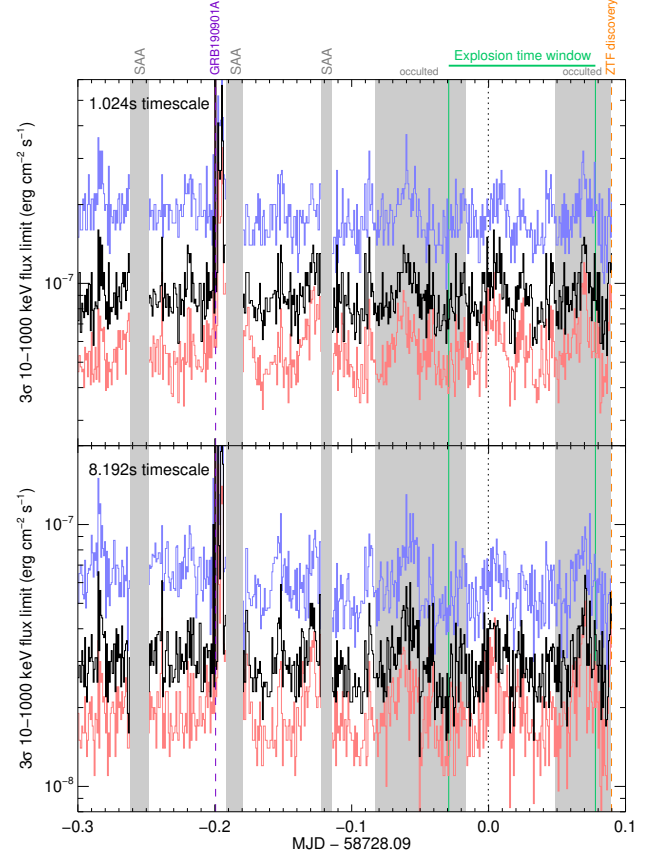 SAA
GRB190901A
SAA
SAA
occulted
Explosion time window
occulted
ZTF discovery
1.024s timescale
3σ 10−1000 keV flux limit (erg cm⁻² s⁻¹)
10⁻⁷
8.192s timescale
3σ 10−1000 keV flux limit (erg cm⁻² s⁻¹)
10⁻⁷
10⁻⁸
−0.3 −0.2 −0.1 0.0 0.1
MJD − 58728.09